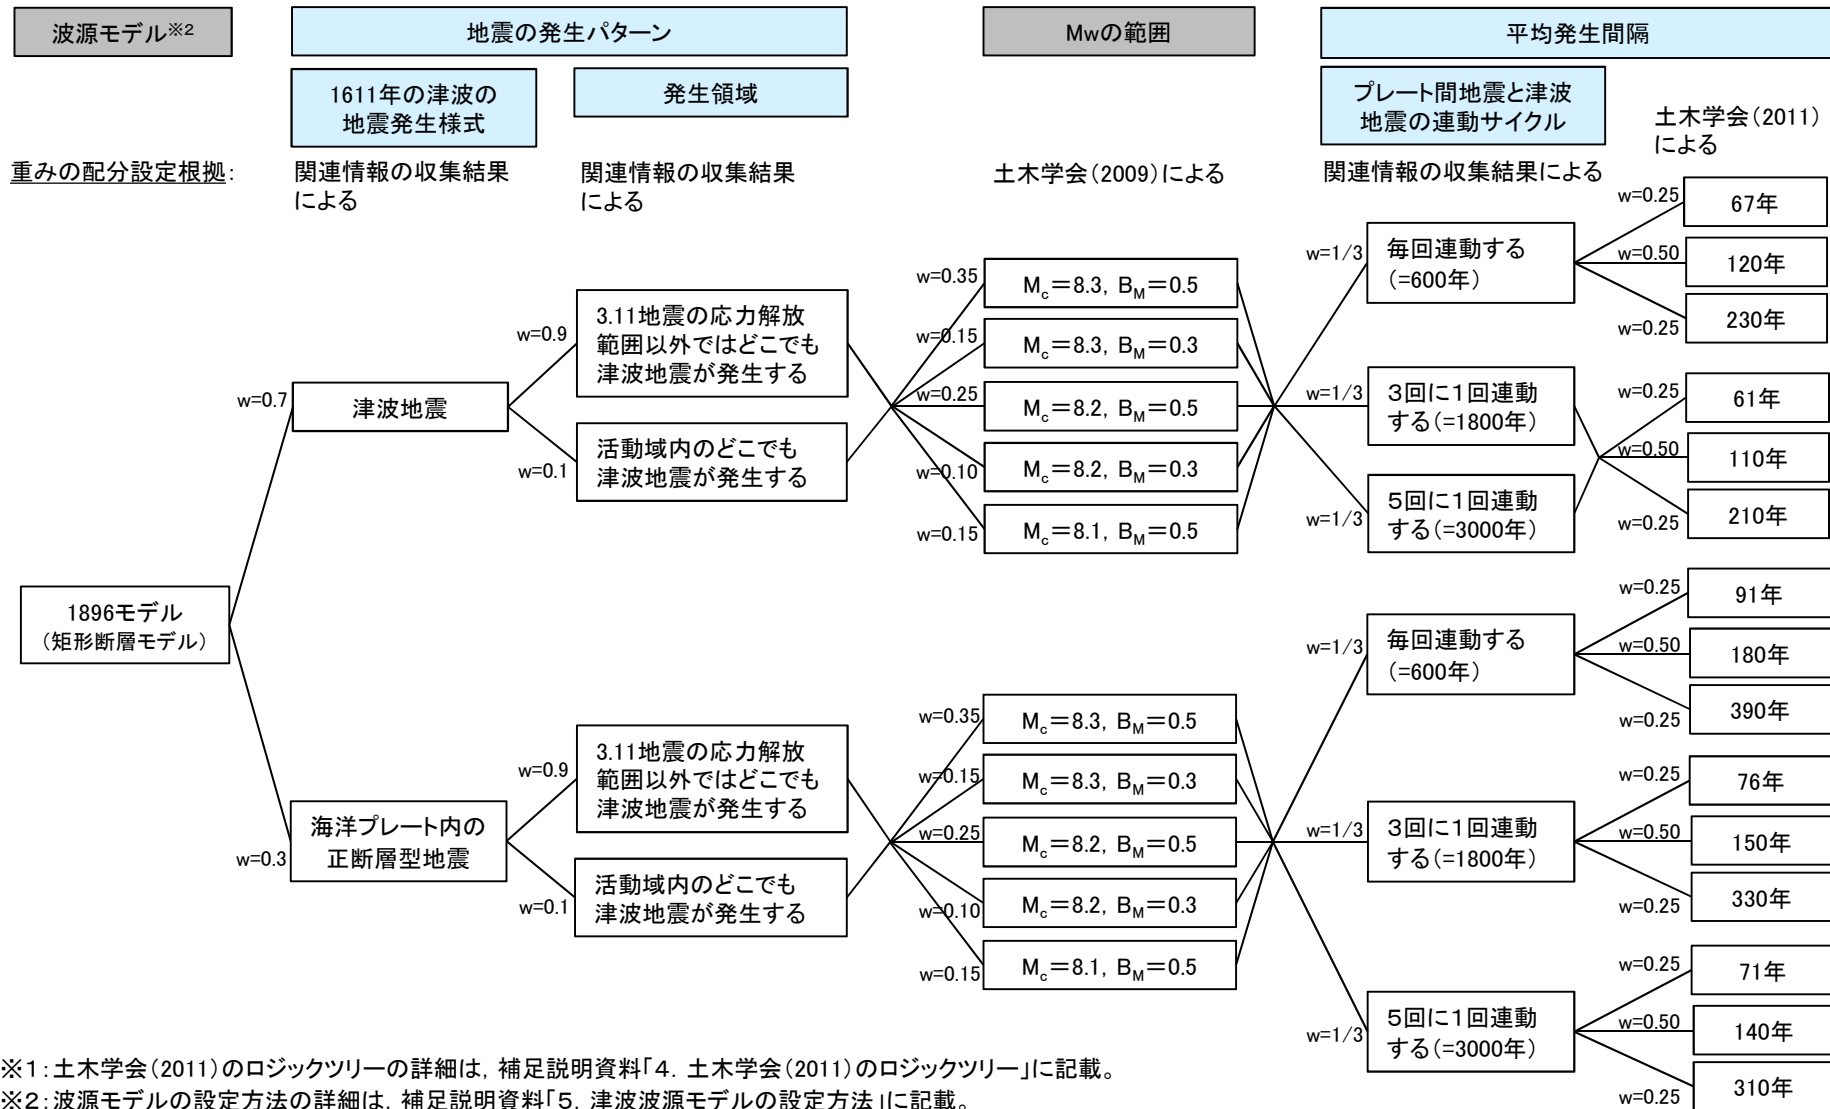 波源モデル※2
地震の発生パターン
Mwの範囲
平均発生間隔
1611年の津波の
地震発生様式
発生領域
プレート間地震と津波
地震の連動サイクル
土木学会(2011)
による
重みの配分設定根拠:
関連情報の収集結果
による
関連情報の収集結果
による
土木学会(2009)による
関連情報の収集結果による
1896モデル
(矩形断層モデル)
w=0.7
津波地震
w=0.9
3.11地震の応力解放
範囲以外ではどこでも
津波地震が発生する
w=0.1
活動域内のどこでも
津波地震が発生する
w=0.35
Mc=8.3, BM=0.5
w=0.15
Mc=8.3, BM=0.3
w=0.25
Mc=8.2, BM=0.5
w=0.10
Mc=8.2, BM=0.3
w=0.15
Mc=8.1, BM=0.5
w=1/3
毎回連動する
(=600年)
w=0.25
67年
w=0.50
120年
w=0.25
230年
w=1/3
3回に1回連動
する(=1800年)
w=1/3
5回に1回連動
する(=3000年)
w=0.25
61年
w=0.50
110年
w=0.25
210年
w=0.3
海洋プレート内の
正断層型地震
w=0.9
3.11地震の応力解放
範囲以外ではどこでも
津波地震が発生する
w=0.1
活動域内のどこでも
津波地震が発生する
w=0.35
Mc=8.3, BM=0.5
w=0.15
Mc=8.3, BM=0.3
w=0.25
Mc=8.2, BM=0.5
w=0.10
Mc=8.2, BM=0.3
w=0.15
Mc=8.1, BM=0.5
w=1/3
毎回連動する
(=600年)
w=0.25
91年
w=0.50
180年
w=0.25
390年
w=1/3
3回に1回連動
する(=1800年)
w=0.25
76年
w=0.50
150年
w=0.25
330年
w=1/3
5回に1回連動
する(=3000年)
w=0.25
71年
w=0.50
140年
w=0.25
310年
※1:土木学会(2011)のロジックツリーの詳細は, 補足説明資料「4. 土木学会(2011)のロジックツリー」に記載。
※2:波源モデルの設定方法の詳細は, 補足説明資料「5. 津波波源モデルの設定方法」に記載。